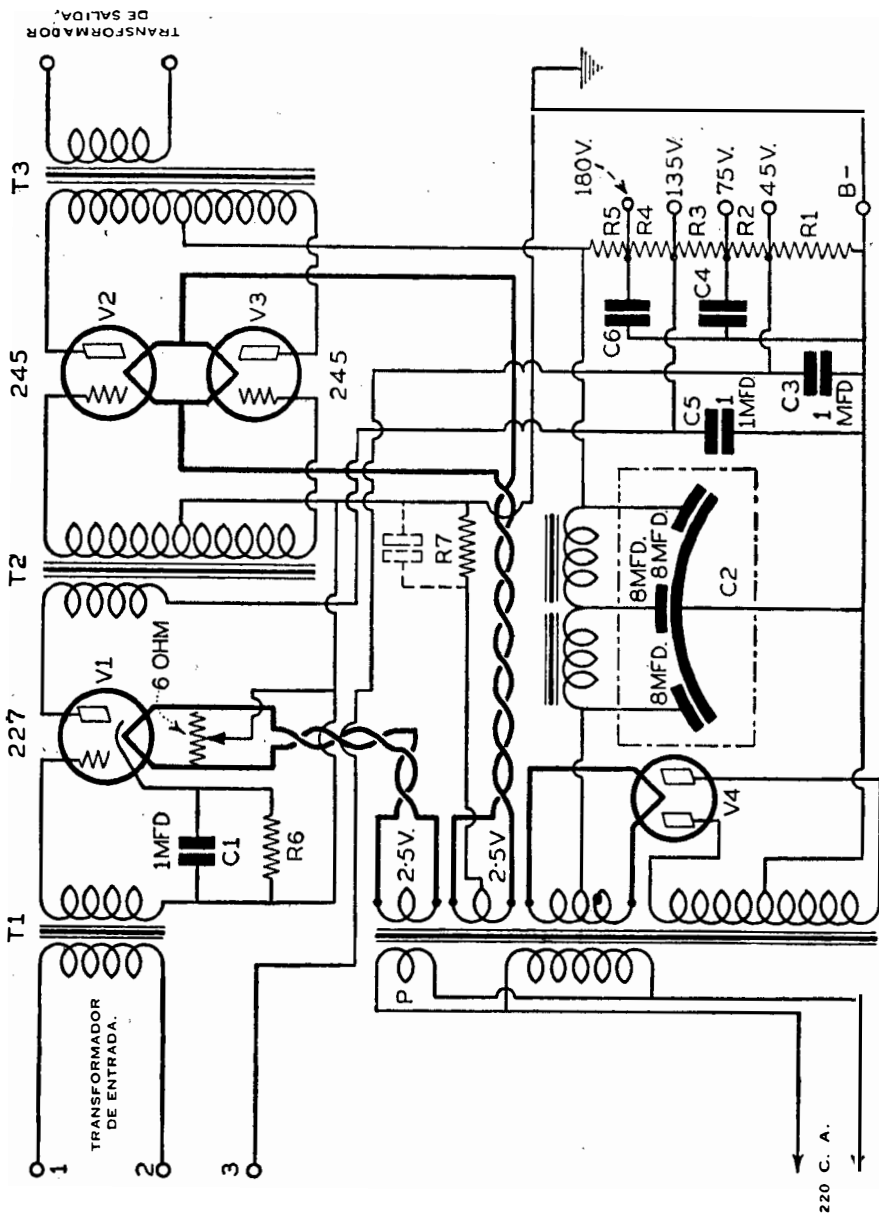 TRANSFORMADOR
DE ENTRADA.
1
2
3
T1
227
T2
245
T3
TRANSFORMADOR
DE SALIDA,
V1
6 OHM
1MFD
C1
R6
V2
V3
245
R7
P
2·5V.
2·5V
V4
8MFD.
8MFD.
8MFD.
C2
C5
1
1MFD
C3
1
MFD
C6
C4
R5
R4
R3
R2
R1
180V.
135V.
75V.
45V.
B-
220 C. A.